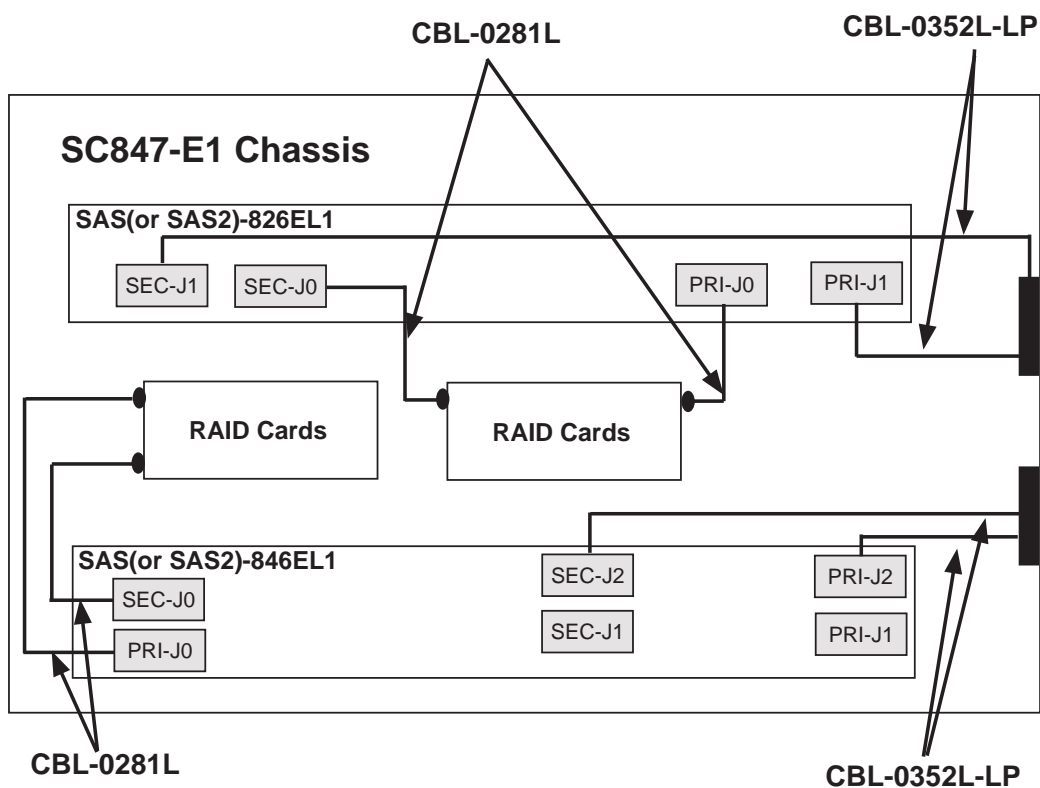 CBL-0281L
CBL-0352L-LP
SC847-E1 Chassis
SAS(or SAS2)-826EL1
SEC-J1
SEC-J0
PRI-J0
PRI-J1
RAID Cards
RAID Cards
SAS(or SAS2)-846EL1
SEC-J0
PRI-J0
SEC-J2
SEC-J1
PRI-J2
PRI-J1
CBL-0281L
CBL-0352L-LP